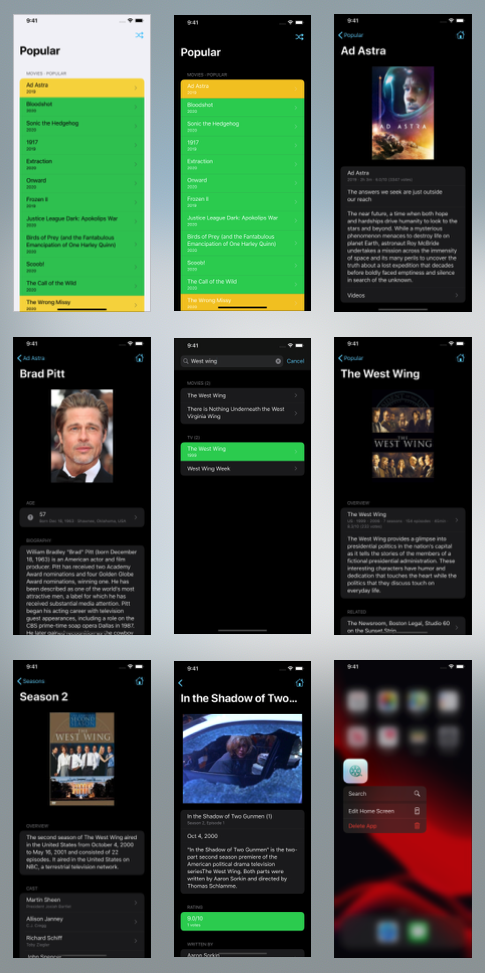 9:41
Popular
MOVIES · POPULAR
Ad Astra
2019
Bloodshot
2020
Sonic the Hedgehog
2020
1917
2019
Extraction
2020
Onward
2020
Frozen II
2019
Justice League Dark: Apokolips War
2020
Birds of Prey (and the Fantabulous
Emancipation of One Harley Quinn)
2020
Scoob!
2020
The Call of the Wild
2020
The Wrong Missy
2020
9:41
Popular
MOVIES · POPULAR
Ad Astra
2019
Bloodshot
2020
Sonic the Hedgehog
2020
1917
2019
Extraction
2020
Onward
2020
Frozen II
2019
Justice League Dark: Apokolips War
2020
Birds of Prey (and the Fantabulous
Emancipation of One Harley Quinn)
2020
Scoob!
2020
The Call of the Wild
2020
The Wrong Missy
9:41
Popular
Ad Astra
AD ASTRA
Ad Astra
The answers we seek are just outside
our reach
The near future, a time when both hope
and hardships drive humanity to look to the
stars and beyond. While a mysterious
phenomenon menaces to destroy life on
planet Earth, astronaut Roy McBride
undertakes a mission across the immensity
of space and its many perils to uncover the
truth about a lost expedition that decades
before boldly faced emptiness and silence
in search of the unknown.
Videos
9:41
Ad Astra
Brad Pitt
AGE
57
Born Dec 18, 1963 · Shawnee, Oklahoma, USA
BIOGRAPHY
William Bradley "Brad" Pitt (born December
18, 1963) is an American actor and film
producer. Pitt has received two Academy
Award nominations and four Golden Globe
Award nominations, winning one. He has
been described as one of the world's most
attractive men, a label for which he has
received substantial media attention. Pitt
began his acting career with television
guest appearances, including a role on the
CBS prime-time soap opera Dallas in 1987.
He later gained recognition as the cowboy
9:41
West wing
Cancel
MOVIES (2)
The West Wing
There is Nothing Underneath the West
Virginia Wing
TV (2)
The West Wing
1999
West Wing Week
9:41
Popular
The West Wing
THE
WEST WING
OVERVIEW
The West Wing
The West Wing provides a glimpse into
presidential politics in the nation's capital
as it tells the stories of the members of a
fictional presidential administration. These
interesting characters have humor and
dedication that touches the heart while the
politics that they discuss touch on
everyday life.
RELATED
The Newsroom, Boston Legal, Studio 60
on the Sunset Strip
9:41
Seasons
Season 2
THE
WEST WING
OVERVIEW
The second season of The West Wing aired
in the United States from October 4, 2000
to May 16, 2001 and consisted of 22
episodes. It aired in the United States on
NBC, a terrestrial television network.
CAST
Martin Sheen
President Josiah Bartlet
Allison Janney
C.J. Cregg
Richard Schiff
Toby Ziegler
John Spencer
9:41
In the Shadow of Two...
In the Shadow of Two Gunmen (1)
Season 2, Episode 1
Oct 4, 2000
"In the Shadow of Two Gunmen" is the two-
part second season premiere of the
American political drama television
seriesThe West Wing. Both parts were
written by Aaron Sorkin and directed by
Thomas Schlamme.
RATING
9.0/10
1 votes
WRITTEN BY
Aaron Sorkin
9:41
Search
Edit Home Screen
Delete App